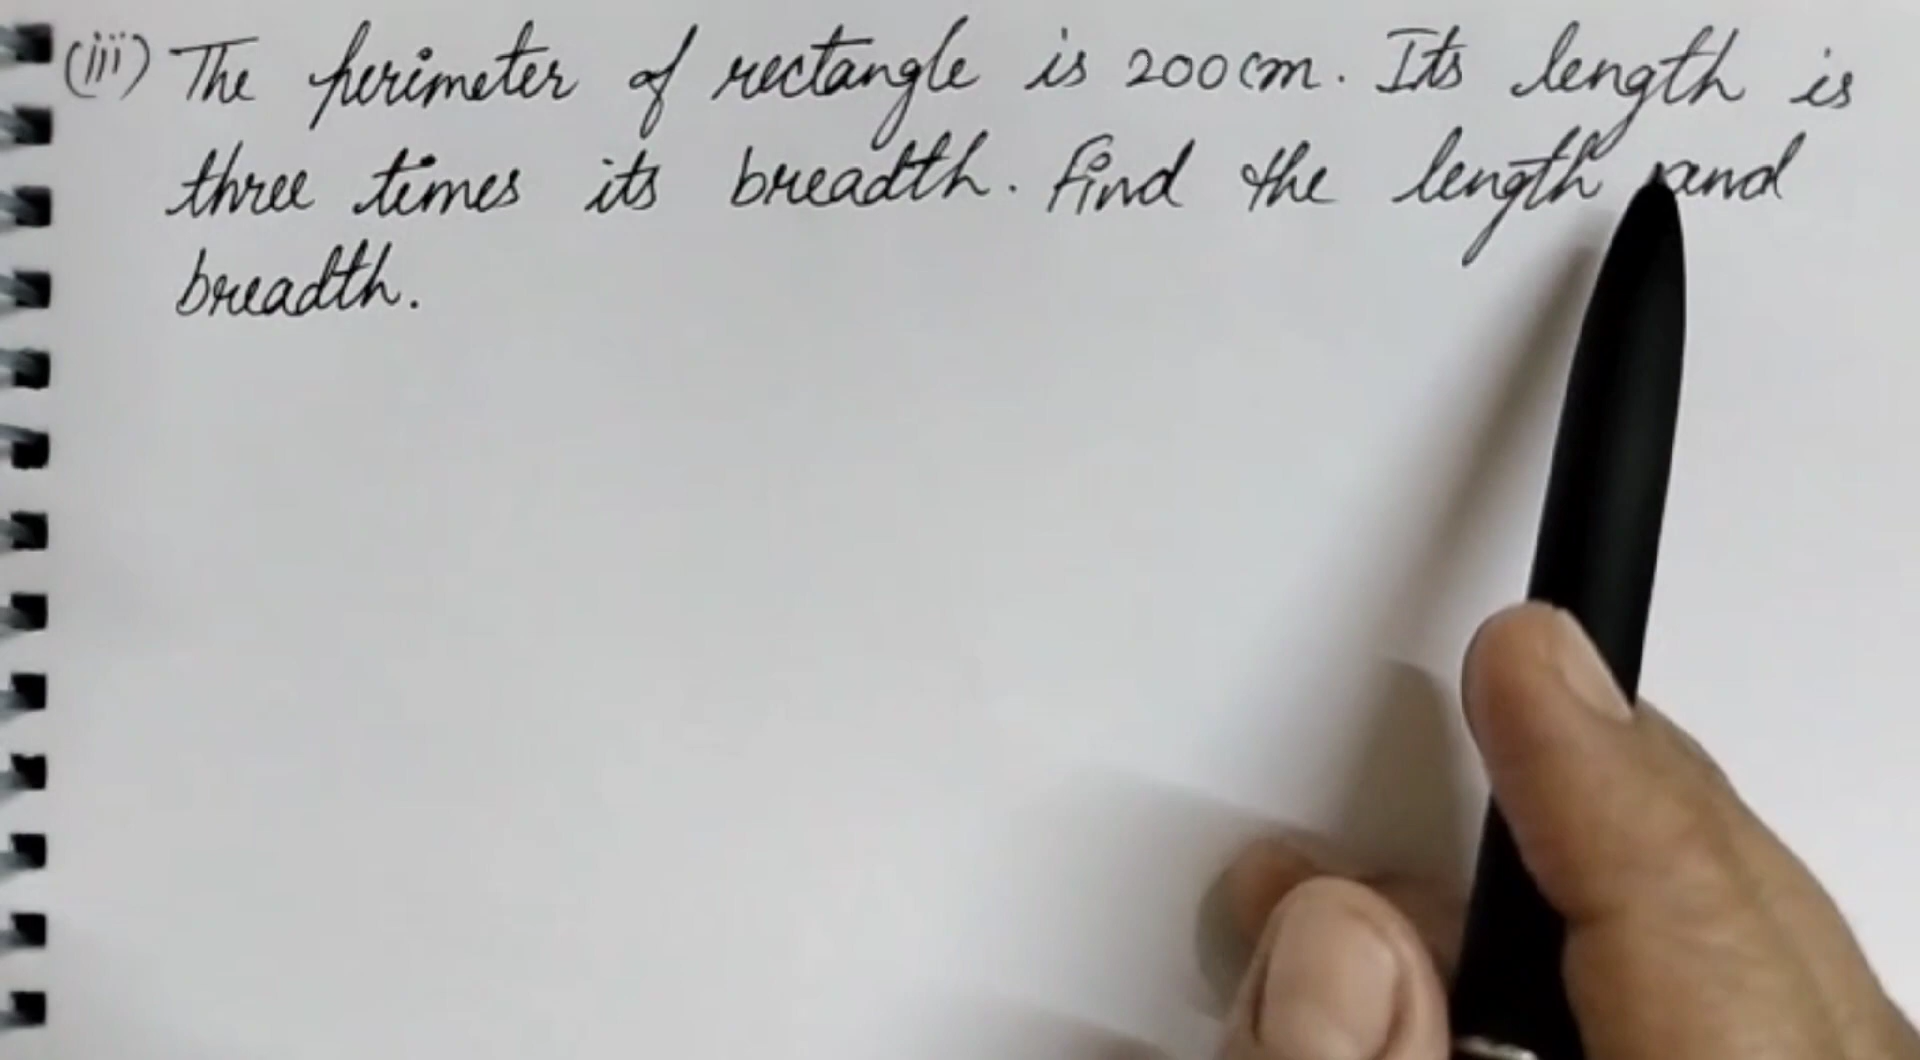 (iii) The perimeter of rectangle is 200cm. Its length is
three times its breadth. Find the length and
breadth.